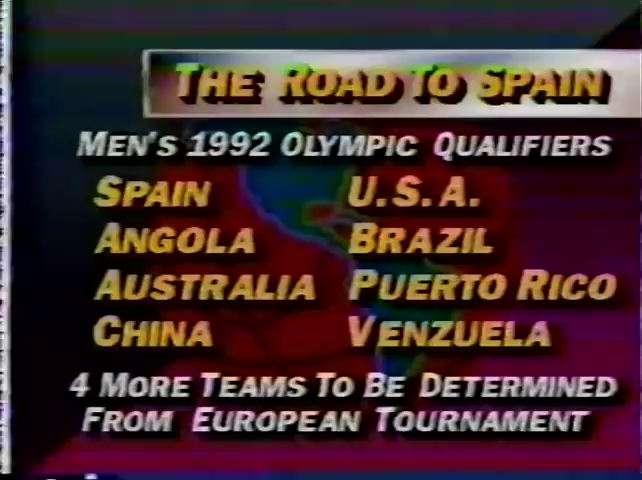 THE ROAD TO SPAIN
MEN'S 1992 OLYMPIC QUALIFIERS
SPAIN U.S.A.
ANGOLA BRAZIL
AUSTRALIA PUERTO RICO
CHINA VENZUELA
4 MORE TEAMS TO BE DETERMINED
FROM EUROPEAN TOURNAMENT